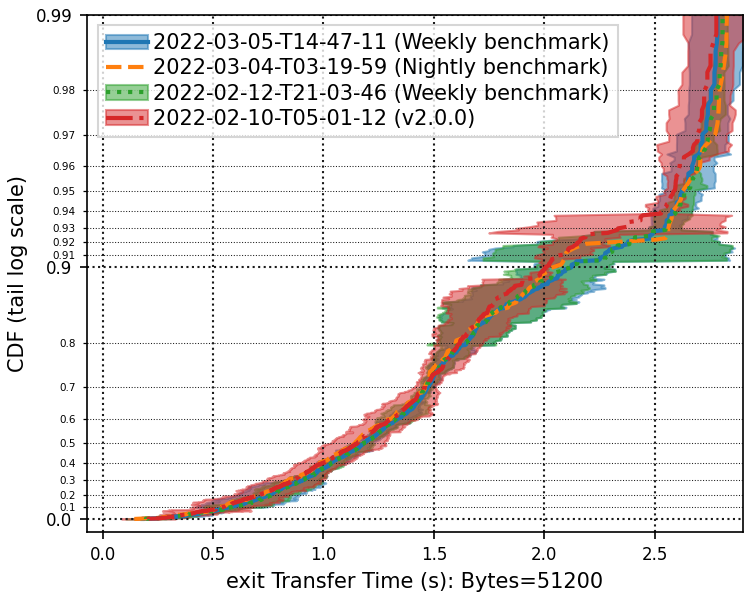 0.99
2022-03-05-T14-47-11 (Weekly benchmark)
2022-03-04-T03-19-59 (Nightly benchmark)
2022-02-12-T21-03-46 (Weekly benchmark)
2022-02-10-T05-01-12 (v2.0.0)
0.98
0.97
0.96
0.95
0.94
0.93
0.92
0.91
0.9
0.8
0.7
0.6
0.5
0.4
0.3
0.2
0.1
0.0
CDF (tail log scale)
0.0 0.5 1.0 1.5 2.0 2.5
exit Transfer Time (s): Bytes=51200